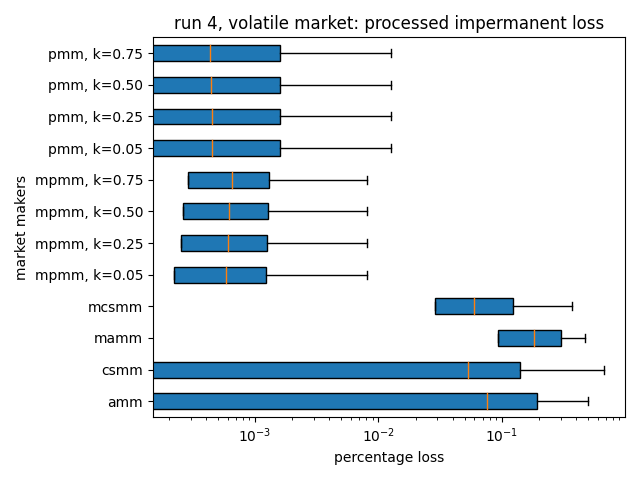 run 4, volatile market: processed impermanent loss
pmm, k=0.75
pmm, k=0.50
pmm, k=0.25
pmm, k=0.05
mpmm, k=0.75
mpmm, k=0.50
mpmm, k=0.25
mpmm, k=0.05
mcsmm
mamm
csmm
amm
market makers
10⁻³ 10⁻² 10⁻¹
percentage loss